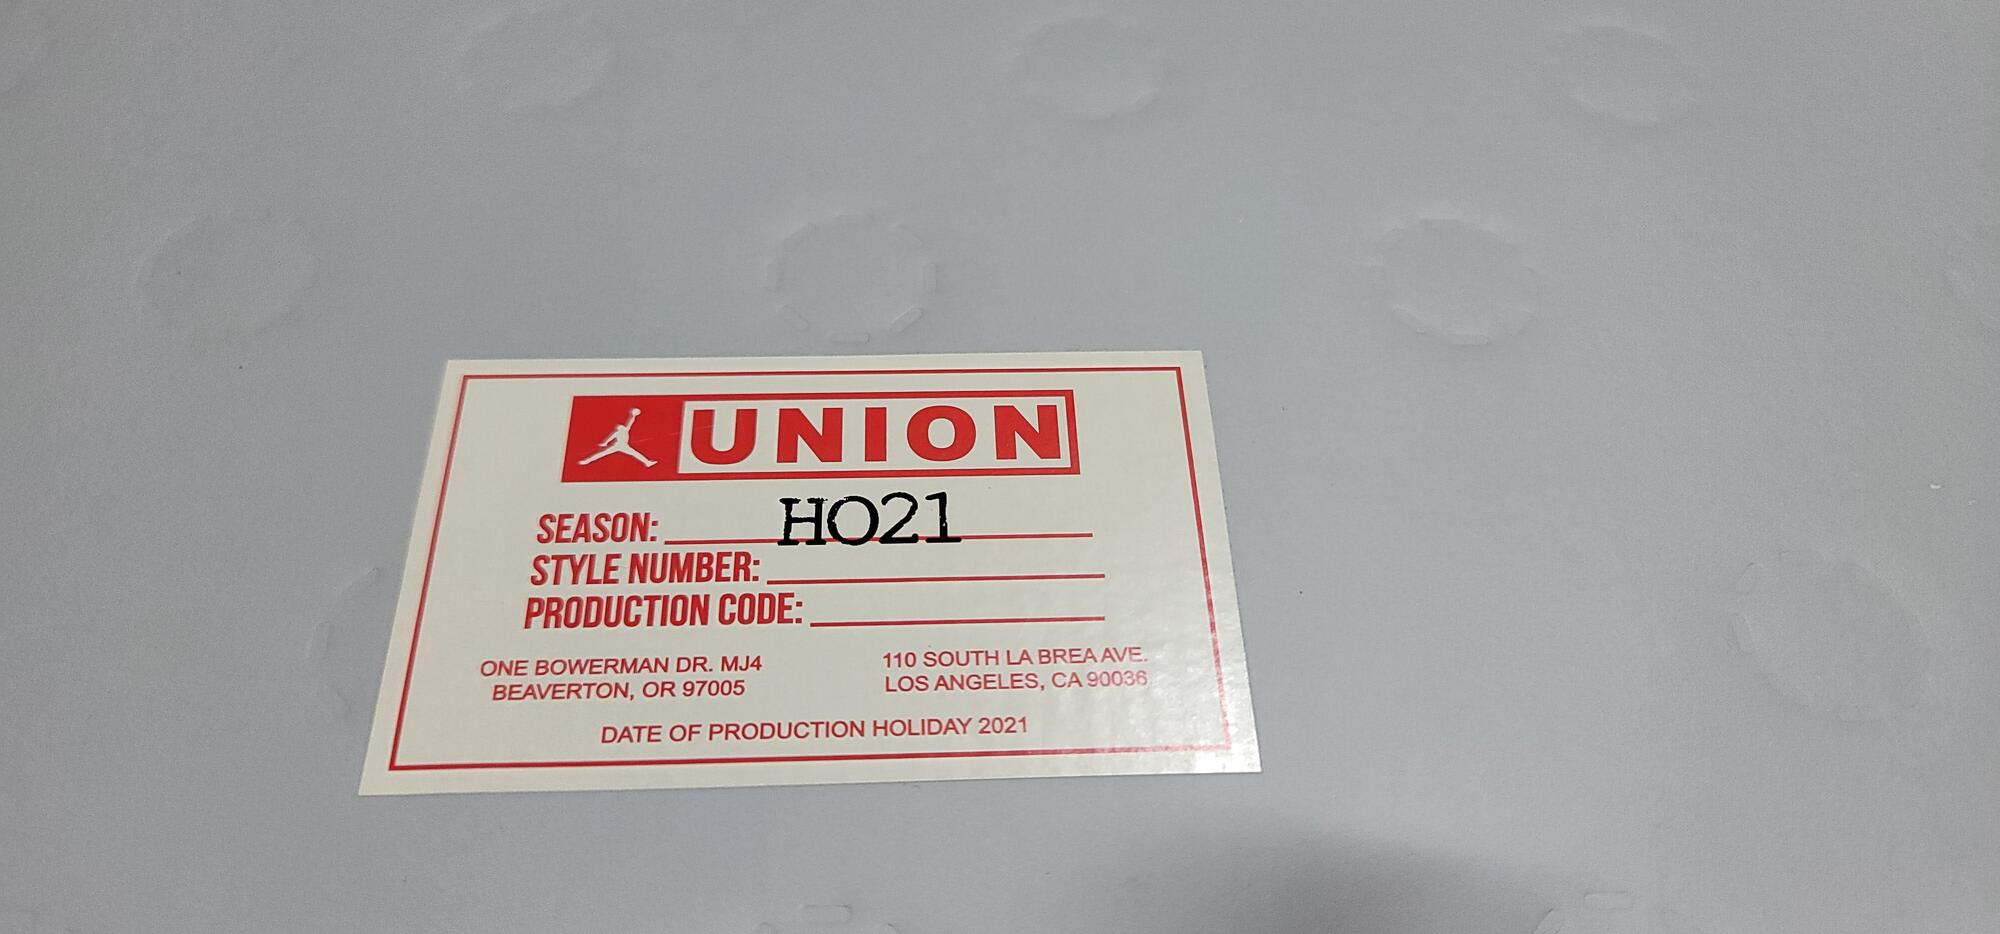 UNION
SEASON: HO21
STYLE NUMBER:
PRODUCTION CODE:
ONE BOWERMAN DR. MJ4
BEAVERTON, OR 97005
110 SOUTH LA BREA AVE.
LOS ANGELES, CA 90036
DATE OF PRODUCTION HOLIDAY 2021